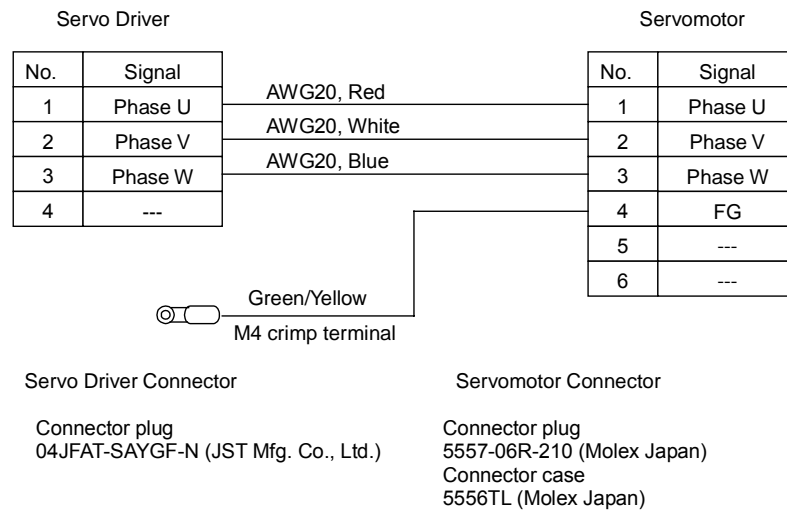 Servo Driver
Servomotor
No. Signal
1 Phase U
2 Phase V
3 Phase W
4 ---
AWG20, Red
AWG20, White
AWG20, Blue
No. Signal
1 Phase U
2 Phase V
3 Phase W
4 FG
5 ---
6 ---
Green/Yellow
M4 crimp terminal
Servo Driver Connector
Connector plug
04JFAT-SAYGF-N (JST Mfg. Co., Ltd.)
Servomotor Connector
Connector plug
5557-06R-210 (Molex Japan)
Connector case
5556TL (Molex Japan)